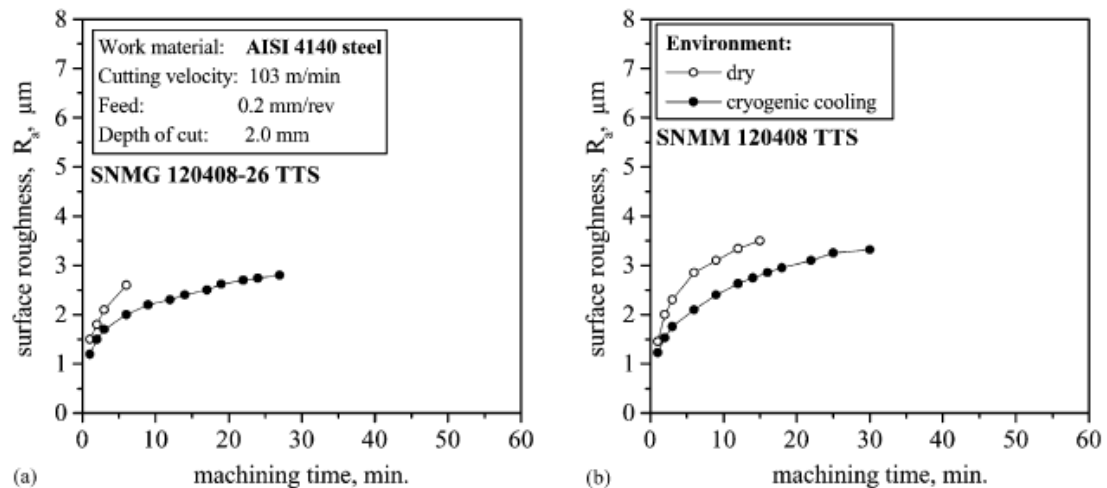 8
7
6
5
4
3
2
1
0
surface roughness, Rₐ, μm
Work material: AISI 4140 steel
Cutting velocity: 103 m/min
Feed: 0.2 mm/rev
Depth of cut: 2.0 mm
SNMG 120408-26 TTS
0 10 20 30 40 50 60
machining time, min.
(a)
8
7
6
5
4
3
2
1
0
surface roughness, Rₐ, μm
Environment:
dry
cryogenic cooling
SNMM 120408 TTS
0 10 20 30 40 50 60
machining time, min.
(b)